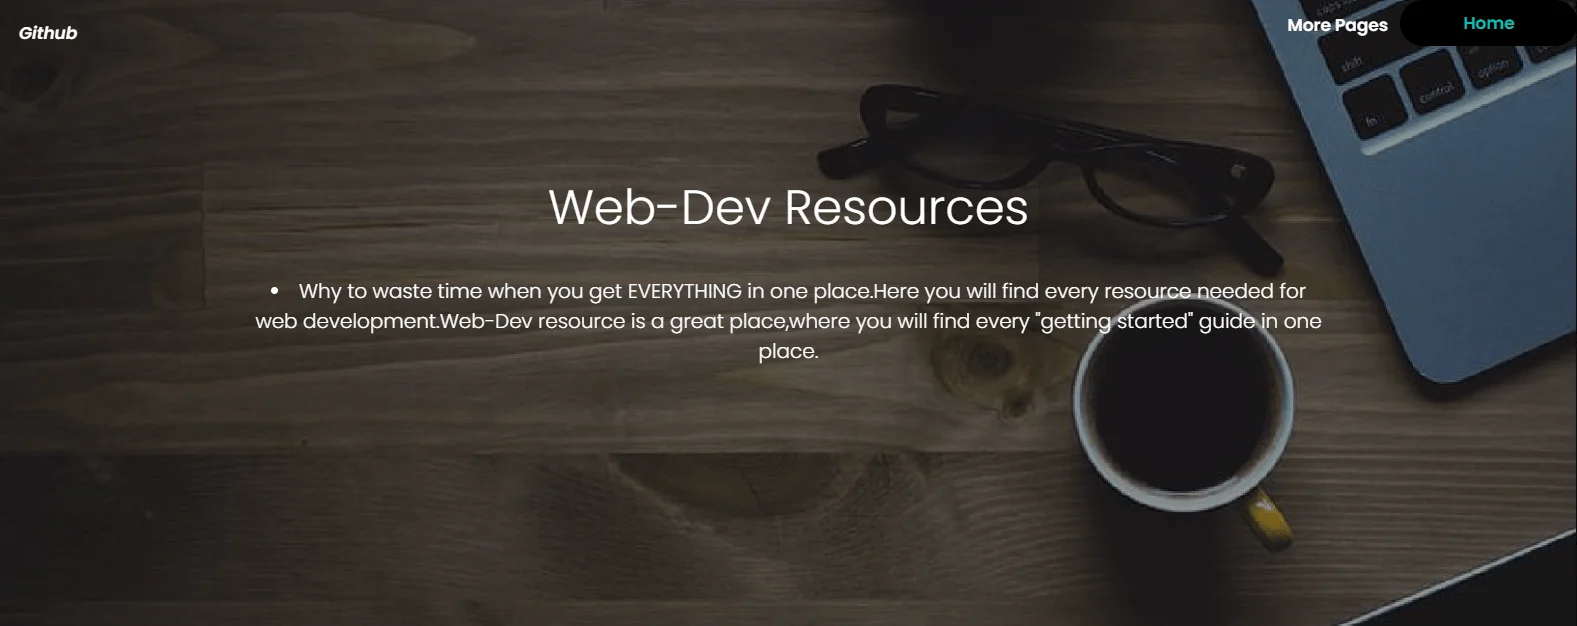 Github
More Pages
Home
caps lock
shift
fn
control
option
Web-Dev Resources
• Why to waste time when you get EVERYTHING in one place.Here you will find every resource needed for
web development.Web-Dev resource is a great place,where you will find every "getting started" guide in one
place.